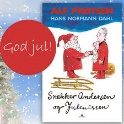 ALF PRØYSEN
HANS NORMANN DAHL
God jul!
Snekker Andersen
og Julenissen